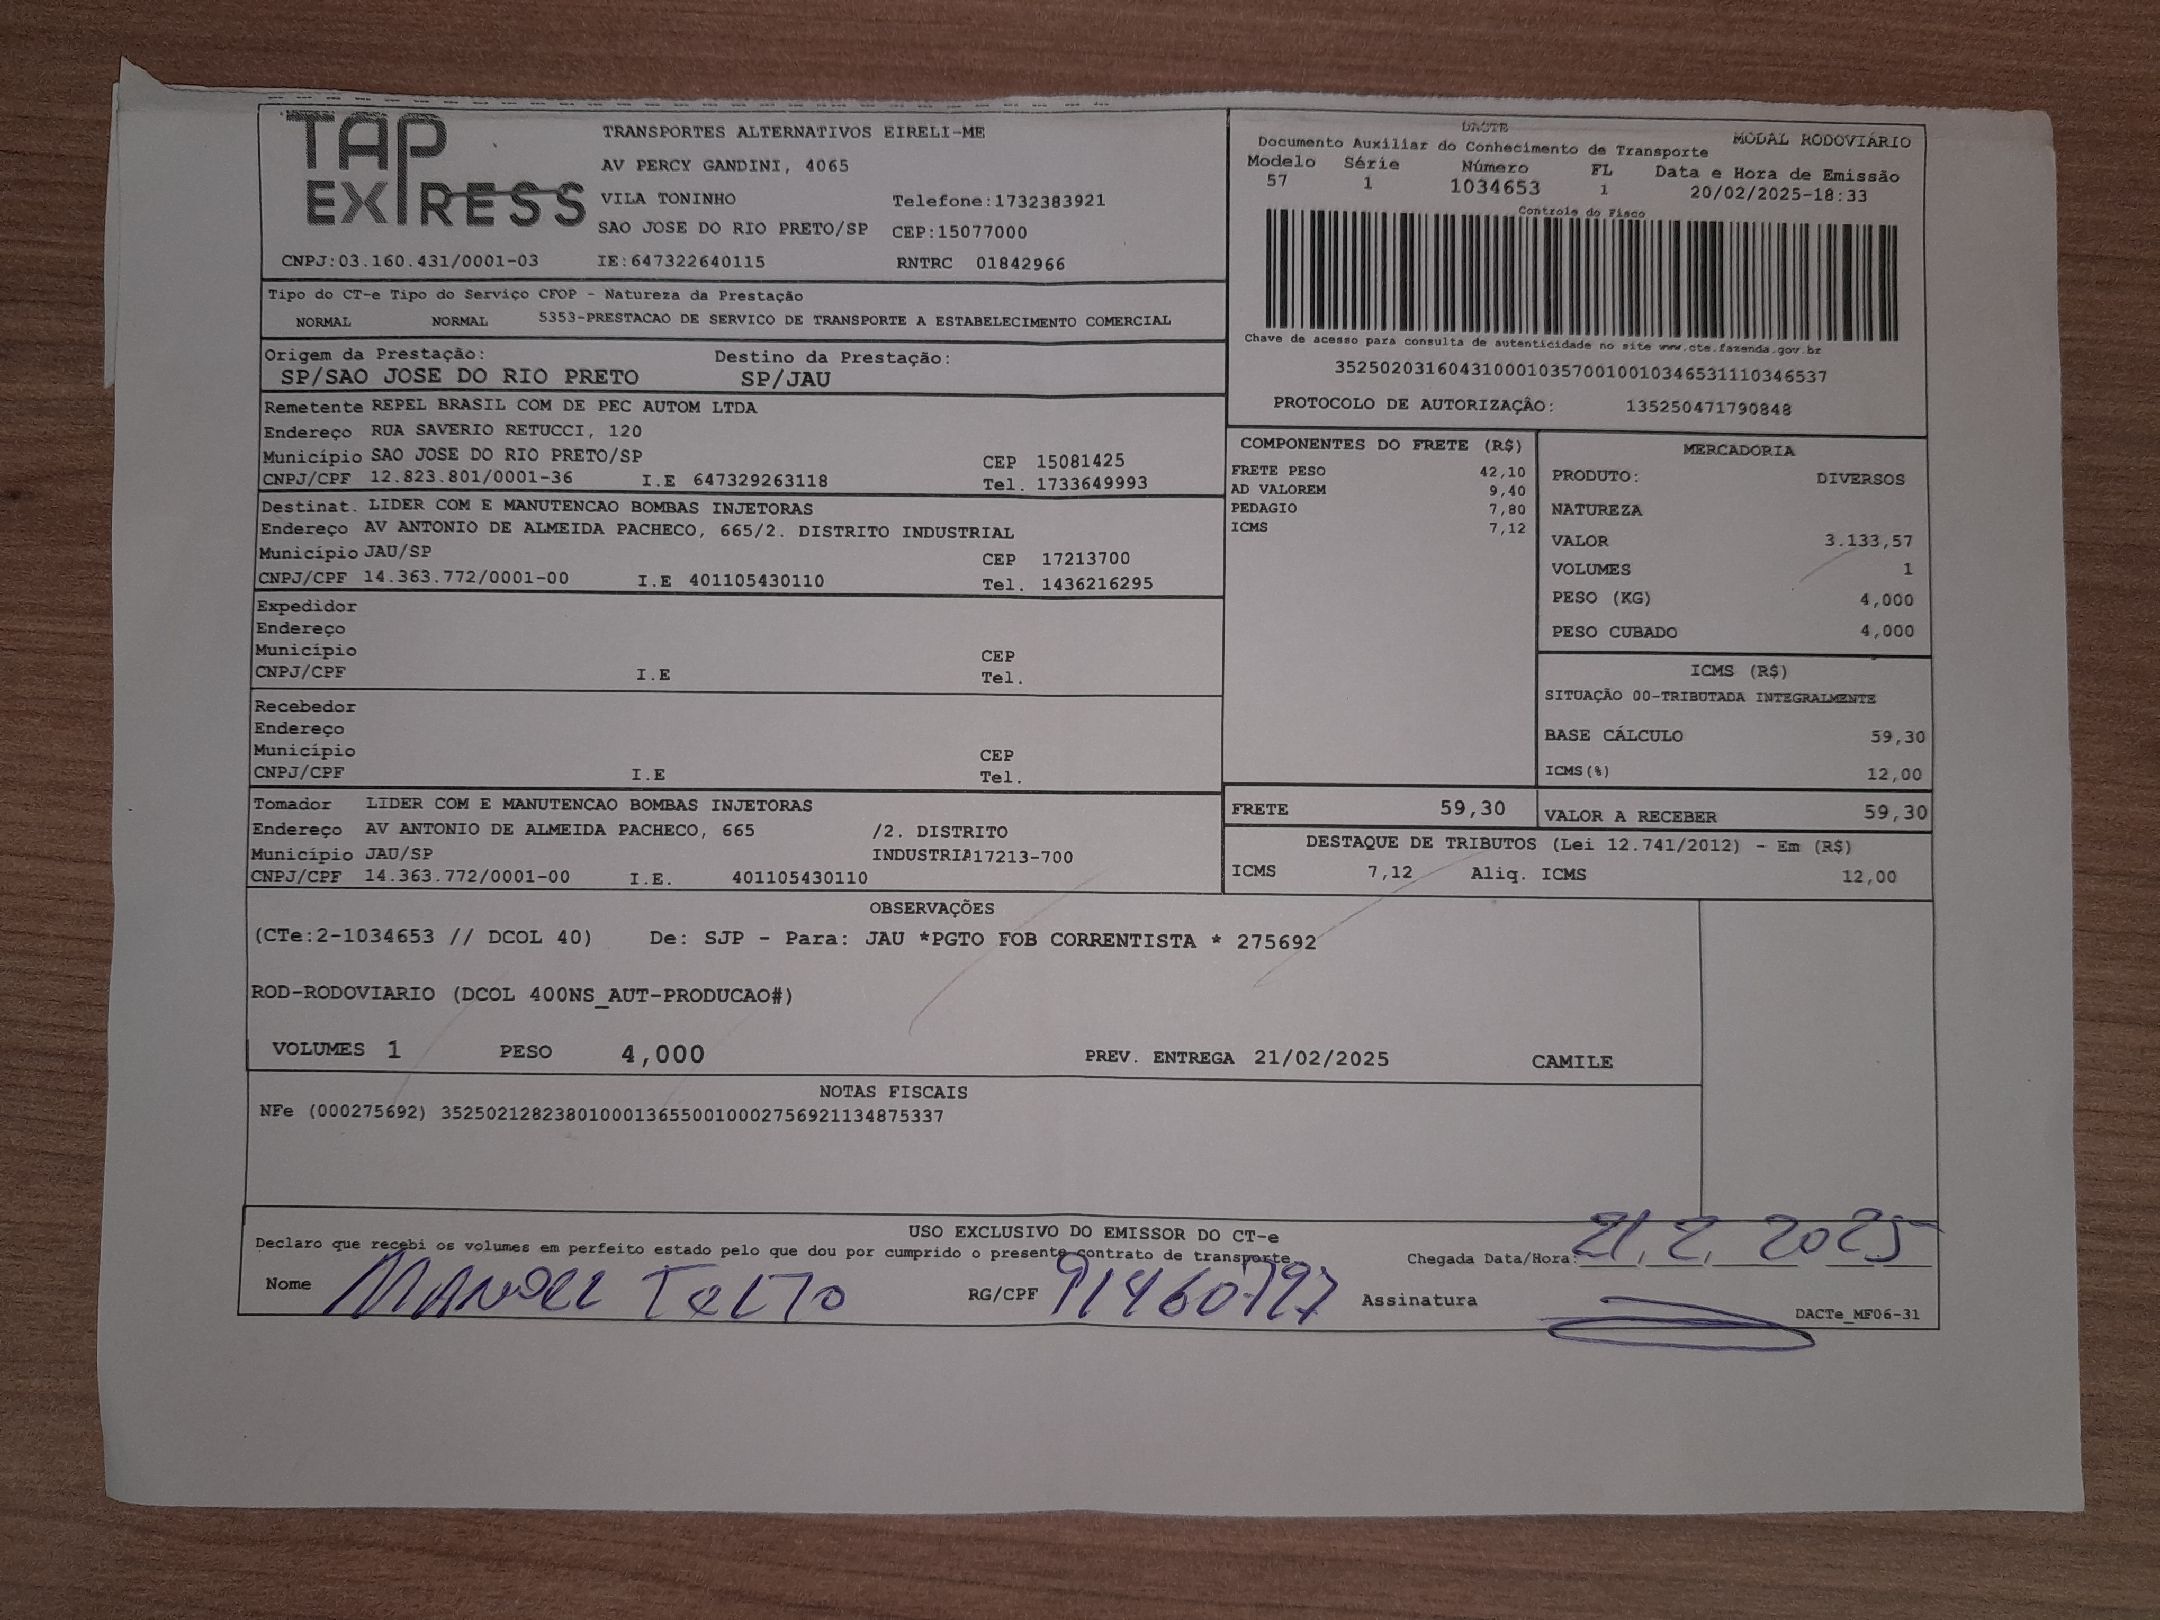 TAP EXPRESS
TRANSPORTES ALTERNATIVOS EIRELI-ME
AV PERCY GANDINI, 4065
VILA TONINHO Telefone:1732383921
SAO JOSE DO RIO PRETO/SP CEP:15077000
CNPJ:03.160.431/0001-03 IE:647322640115 RNTRC 01842966
DACTE
Documento Auxiliar do Conhecimento de Transporte MODAL RODOVIÁRIO
Modelo Série Número FL Data e Hora de Emissão
57 1 1034653 1 20/02/2025-18:33
Controle do Fisco
Chave de acesso para consulta de autenticidade no site www.cte.fazenda.gov.br
35250203160431000103570010010346531110346537
PROTOCOLO DE AUTORIZAÇÂO: 135250471790848
Tipo do CT-e Tipo do Serviço CFOP - Natureza da Prestação
NORMAL NORMAL 5353-PRESTACAO DE SERVICO DE TRANSPORTE A ESTABELECIMENTO COMERCIAL
Origem da Prestação: Destino da Prestação:
SP/SAO JOSE DO RIO PRETO SP/JAU
Remetente REPEL BRASIL COM DE PEC AUTOM LTDA
Endereço RUA SAVERIO RETUCCI, 120
Município SAO JOSE DO RIO PRETO/SP CEP 15081425
CNPJ/CPF 12.823.801/0001-36 I.E 647329263118 Tel. 1733649993
Destinat. LIDER COM E MANUTENCAO BOMBAS INJETORAS
Endereço AV ANTONIO DE ALMEIDA PACHECO, 665/2. DISTRITO INDUSTRIAL
Município JAU/SP CEP 17213700
CNPJ/CPF 14.363.772/0001-00 I.E 401105430110 Tel. 1436216295
Expedidor
Endereço
Município CEP
CNPJ/CPF I.E Tel.
Recebedor
Endereço
Município CEP
CNPJ/CPF I.E Tel.
Tomador LIDER COM E MANUTENCAO BOMBAS INJETORAS
Endereço AV ANTONIO DE ALMEIDA PACHECO, 665 /2. DISTRITO
Município JAU/SP INDUSTRIA17213-700
CNPJ/CPF 14.363.772/0001-00 I.E. 401105430110
COMPONENTES DO FRETE (R$)
FRETE PESO 42,10
AD VALOREM 9,40
PEDAGIO 7,80
ICMS 7,12
MERCADORIA
PRODUTO: DIVERSOS
NATUREZA
VALOR 3.133,57
VOLUMES 1
PESO (KG) 4,000
PESO CUBADO 4,000
ICMS (R$)
SITUAÇÃO 00-TRIBUTADA INTEGRALMENTE
BASE CÁLCULO 59,30
ICMS(%) 12,00
FRETE 59,30 VALOR A RECEBER 59,30
DESTAQUE DE TRIBUTOS (Lei 12.741/2012) - Em (R$)
ICMS 7,12 Aliq. ICMS 12,00
OBSERVAÇÕES
(CTe:2-1034653 // DCOL 40) De: SJP - Para: JAU *PGTO FOB CORRENTISTA * 275692
ROD-RODOVIARIO (DCOL 400NS_AUT-PRODUCAO#)
VOLUMES 1 PESO 4,000 PREV. ENTREGA 21/02/2025 CAMILE
NOTAS FISCAIS
NFe (000275692) 35250212823801000136550010002756921134875337
USO EXCLUSIVO DO EMISSOR DO CT-e
Declaro que recebi os volumes em perfeito estado pelo que dou por cumprido o presente contrato de transporte. Chegada Data/Hora: 21.2.2025
Nome MANOEL RG/CPF 91460797 Assinatura
DACTe_MF06-31